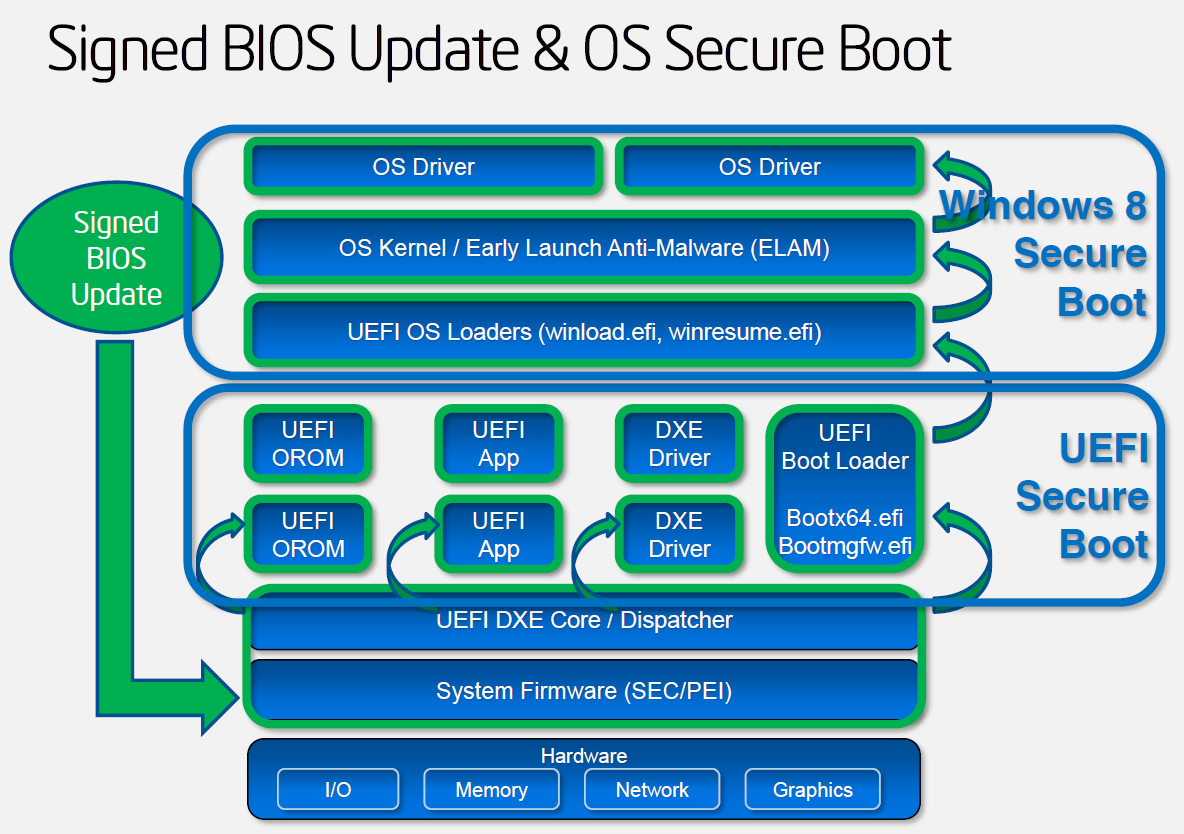 Signed BIOS Update & OS Secure Boot
OS Driver
OS Driver
Signed
BIOS
Update
OS Kernel / Early Launch Anti-Malware (ELAM)
UEFI OS Loaders (winload.efi, winresume.efi)
Windows 8
Secure
Boot
UEFI
OROM
UEFI
App
DXE
Driver
UEFI
Boot Loader
Bootx64.efi
Bootmgfw.efi
UEFI
OROM
UEFI
App
DXE
Driver
UEFI
Secure
Boot
UEFI DXE Core / Dispatcher
System Firmware (SEC/PEI)
Hardware
I/O
Memory
Network
Graphics